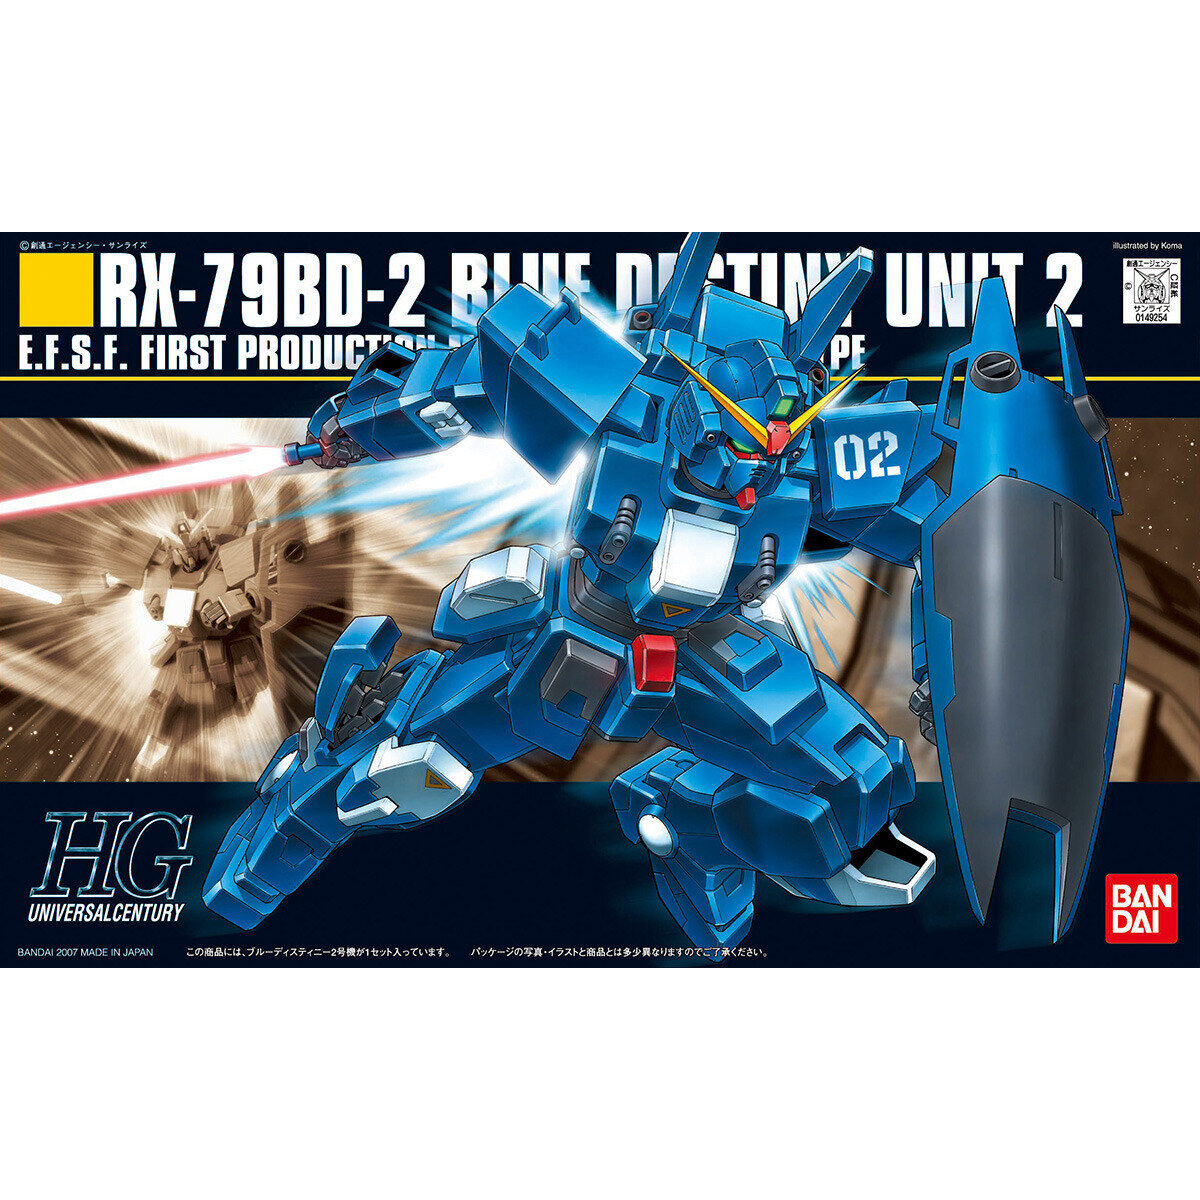 ©創通エージェンシー・サンライズ
illustrated by Koma
RX-79BD-2 BLUE DESTINY UNIT 2
E.F.S.F. FIRST PRODUCTION
創通エージェンシー
©
サンライズ
0149254
02
HG
UNIVERSAL CENTURY
BAN
DAI
BANDAI 2007 MADE IN JAPAN
この商品には、ブルーディスティニー2号機が1セット入っています。
パッケージの写真・イラストと商品とは多少異なりますのでご了承ください。